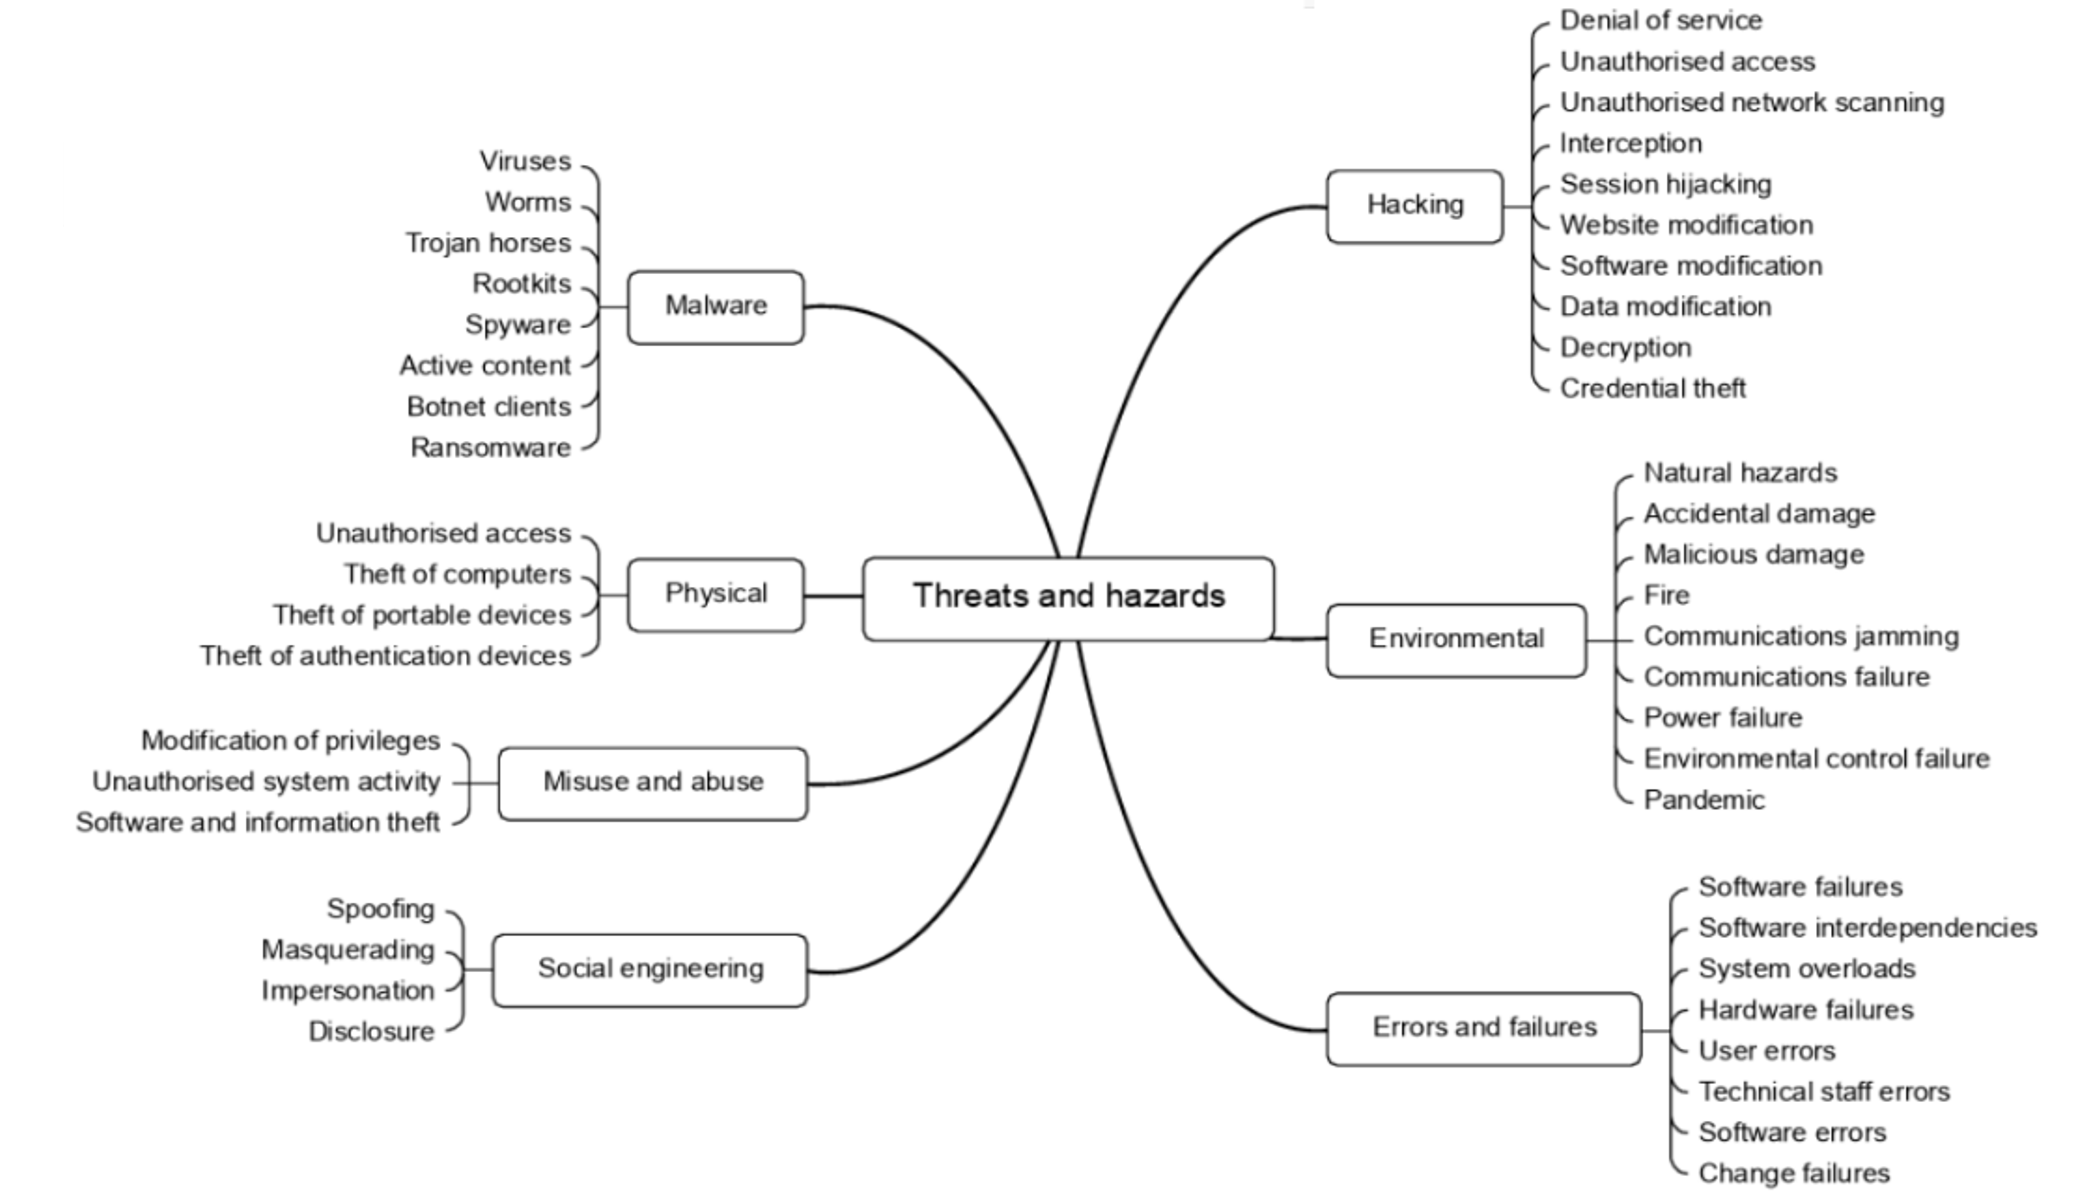 Threats and hazards
Malware
Viruses
Worms
Trojan horses
Rootkits
Spyware
Active content
Botnet clients
Ransomware
Physical
Unauthorised access
Theft of computers
Theft of portable devices
Theft of authentication devices
Misuse and abuse
Modification of privileges
Unauthorised system activity
Software and information theft
Social engineering
Spoofing
Masquerading
Impersonation
Disclosure
Hacking
Denial of service
Unauthorised access
Unauthorised network scanning
Interception
Session hijacking
Website modification
Software modification
Data modification
Decryption
Credential theft
Environmental
Natural hazards
Accidental damage
Malicious damage
Fire
Communications jamming
Communications failure
Power failure
Environmental control failure
Pandemic
Errors and failures
Software failures
Software interdependencies
System overloads
Hardware failures
User errors
Technical staff errors
Software errors
Change failures